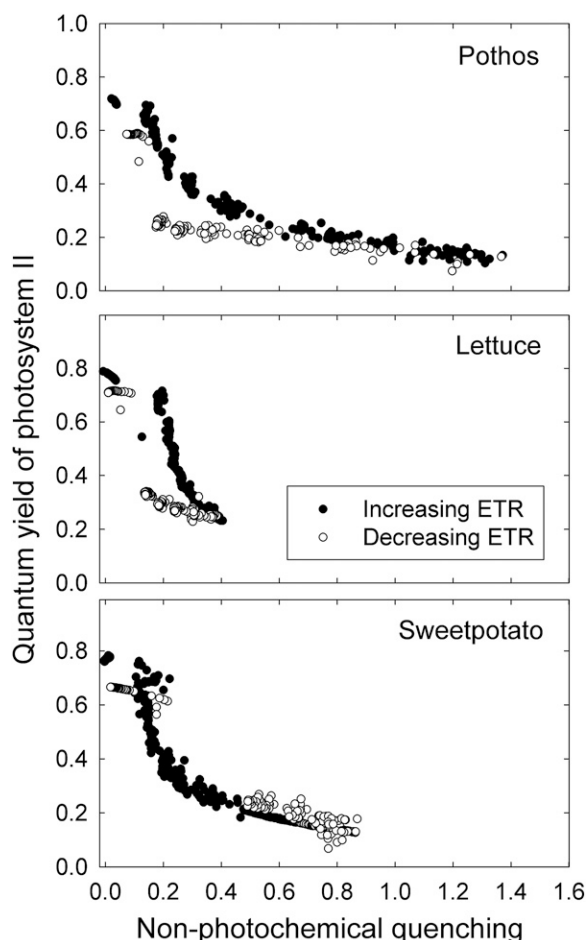 Quantum yield of photosystem II
1.0
0.8
0.6
0.4
0.2
0.0
Pothos
0.8
0.6
0.4
0.2
0.0
Lettuce
Increasing ETR
Decreasing ETR
0.8
0.6
0.4
0.2
0.0
Sweetpotato
0.0 0.2 0.4 0.6 0.8 1.0 1.2 1.4 1.6
Non-photochemical quenching